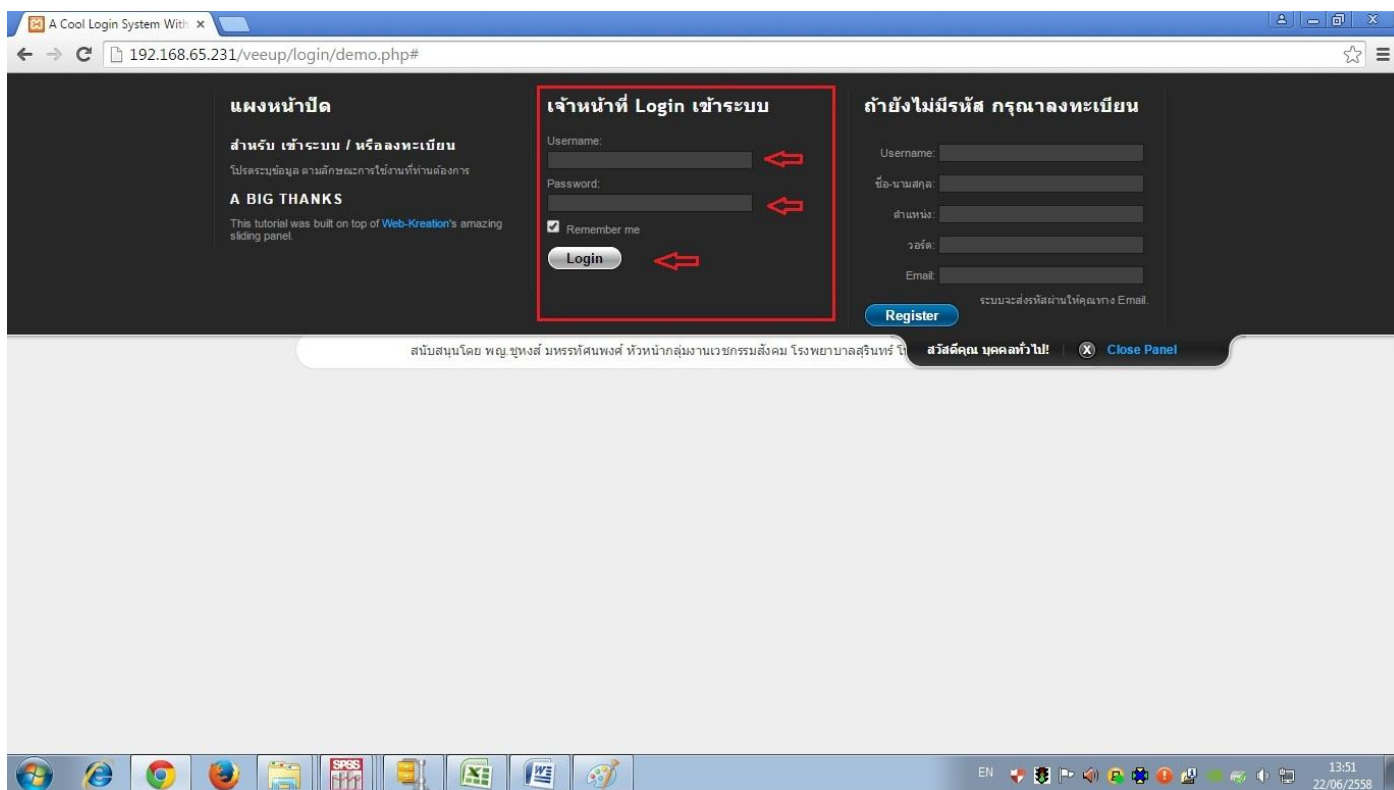 A Cool Login System With
192.168.65.231/veeup/login/demo.php#
แผงหน้าปัด
สำหรับ เข้าระบบ / หรือลงทะเบียน
โปรดระบุข้อมูล ตามลักษณะการใช้งานที่ท่านต้องการ
A BIG THANKS
This tutorial was built on top of Web-Kreation's amazing
sliding panel.
เจ้าหน้าที่ Login เข้าระบบ
Username:
Password:
Remember me
Login
ถ้ายังไม่มีรหัส กรุณาลงทะเบียน
Username:
ชื่อ-นามสกุล:
ตำแหน่ง:
วอร์ด:
Email:
ระบบจะส่งรหัสผ่านให้คุณทาง Email.
Register
สนับสนุนโดย พญ.ชูหงส์ มหรรทัศนพงศ์ หัวหน้ากลุ่มงานเวชกรรมสังคม โรงพยาบาลสุรินทร์
สวัสดีคุณ บุคคลทั่วไป!
X Close Panel
SPSS
EN
13:51
22/06/2558